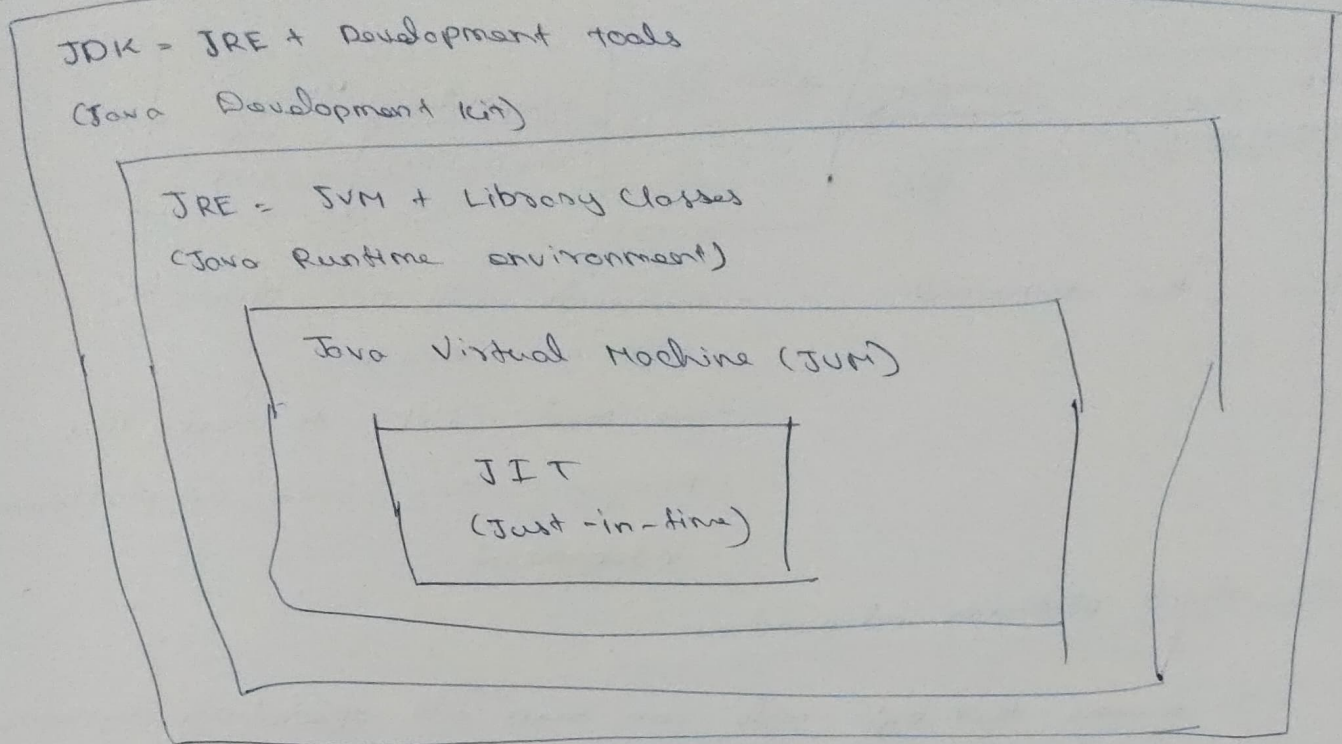 JDK = JRE + Development tools
(Java Development Kit)
JRE = JVM + Library Classes
(Java Runtime environment)
Java Virtual Machine (JVM)
JIT
(Just-in-time)